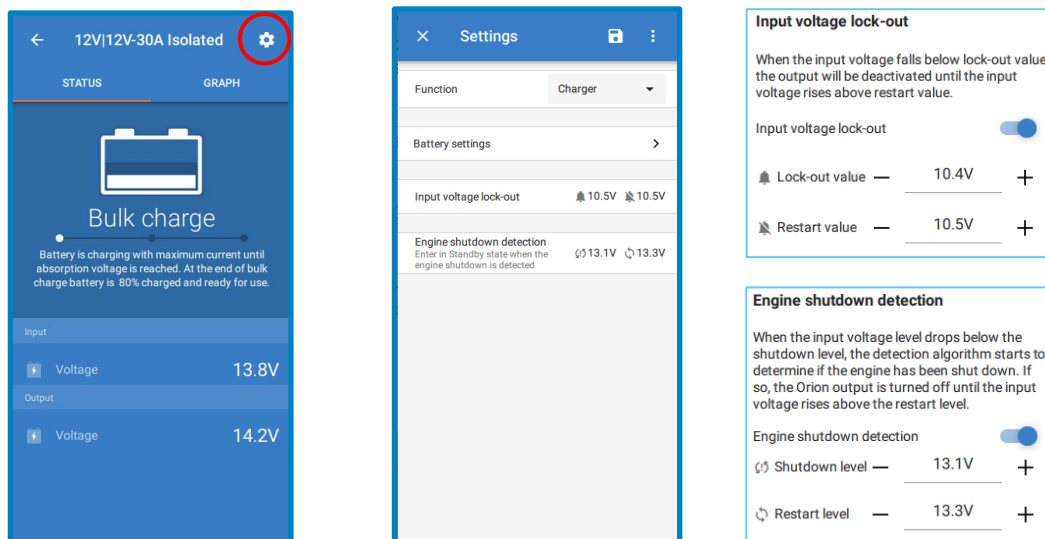 12V|12V-30A Isolated
STATUS
GRAPH
Bulk charge
Battery is charging with maximum current until
absorption voltage is reached. At the end of bulk
charge battery is 80% charged and ready for use.
Input
Voltage 13.8V
Output
Voltage 14.2V
Settings
Function Charger
Battery settings
Input voltage lock-out 10.5V 10.5V
Engine shutdown detection
Enter in Standby state when the
engine shutdown is detected
13.1V 13.3V
Input voltage lock-out
When the input voltage falls below lock-out value
the output will be deactivated until the input
voltage rises above restart value.
Input voltage lock-out
Lock-out value — 10.4V +
Restart value — 10.5V +
Engine shutdown detection
When the input voltage level drops below the
shutdown level, the detection algorithm starts to
determine if the engine has been shut down. If
so, the Orion output is turned off until the input
voltage rises above the restart level.
Engine shutdown detection
Shutdown level — 13.1V +
Restart level — 13.3V +